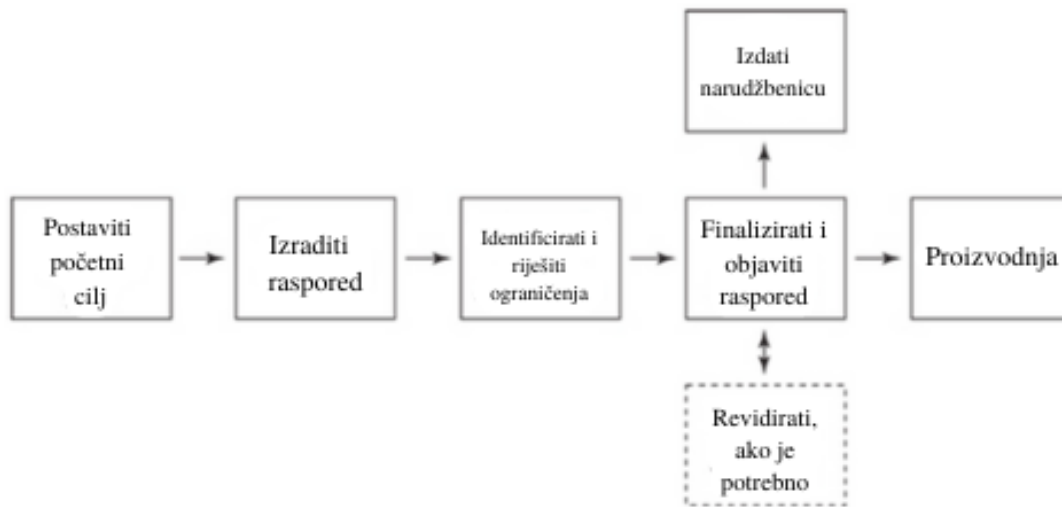 Izdati
narudžbenicu
Postaviti
početni
cilj
Izraditi
raspored
Identificirati i
riješiti
ograničenja
Finalizirati i
objaviti
raspored
Proizvodnja
Revidirati,
ako je
potrebno